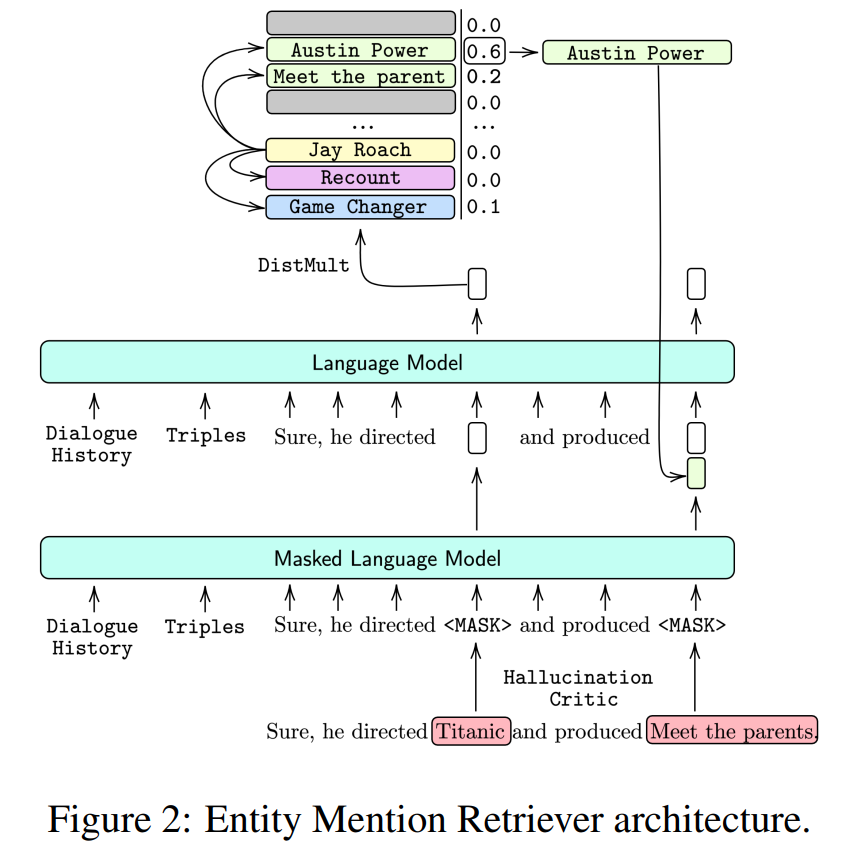 0.0
Austin Power 0.6 Austin Power
Meet the parent 0.2
0.0
... ...
Jay Roach 0.0
Recount 0.0
Game Changer 0.1
DistMult
Language Model
Dialogue History Triples Sure, he directed and produced
Masked Language Model
Dialogue History Triples Sure, he directed <MASK> and produced <MASK>
Hallucination
Critic
Sure, he directed Titanic and produced Meet the parents.
Figure 2: Entity Mention Retriever architecture.